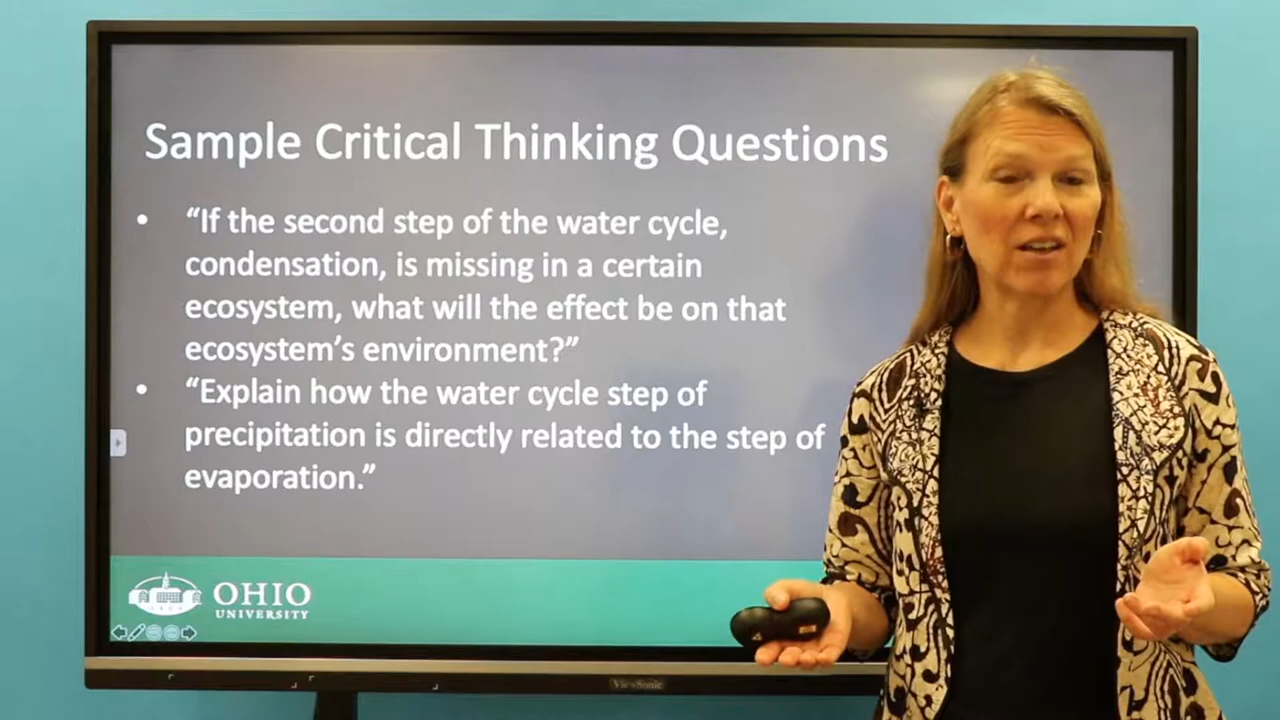 Sample Critical Thinking Questions
• “If the second step of the water cycle,
condensation, is missing in a certain
ecosystem, what will the effect be on that
ecosystem’s environment?”
• “Explain how the water cycle step of
precipitation is directly related to the step of
evaporation.”
OHIO
UNIVERSITY
ViewSonic